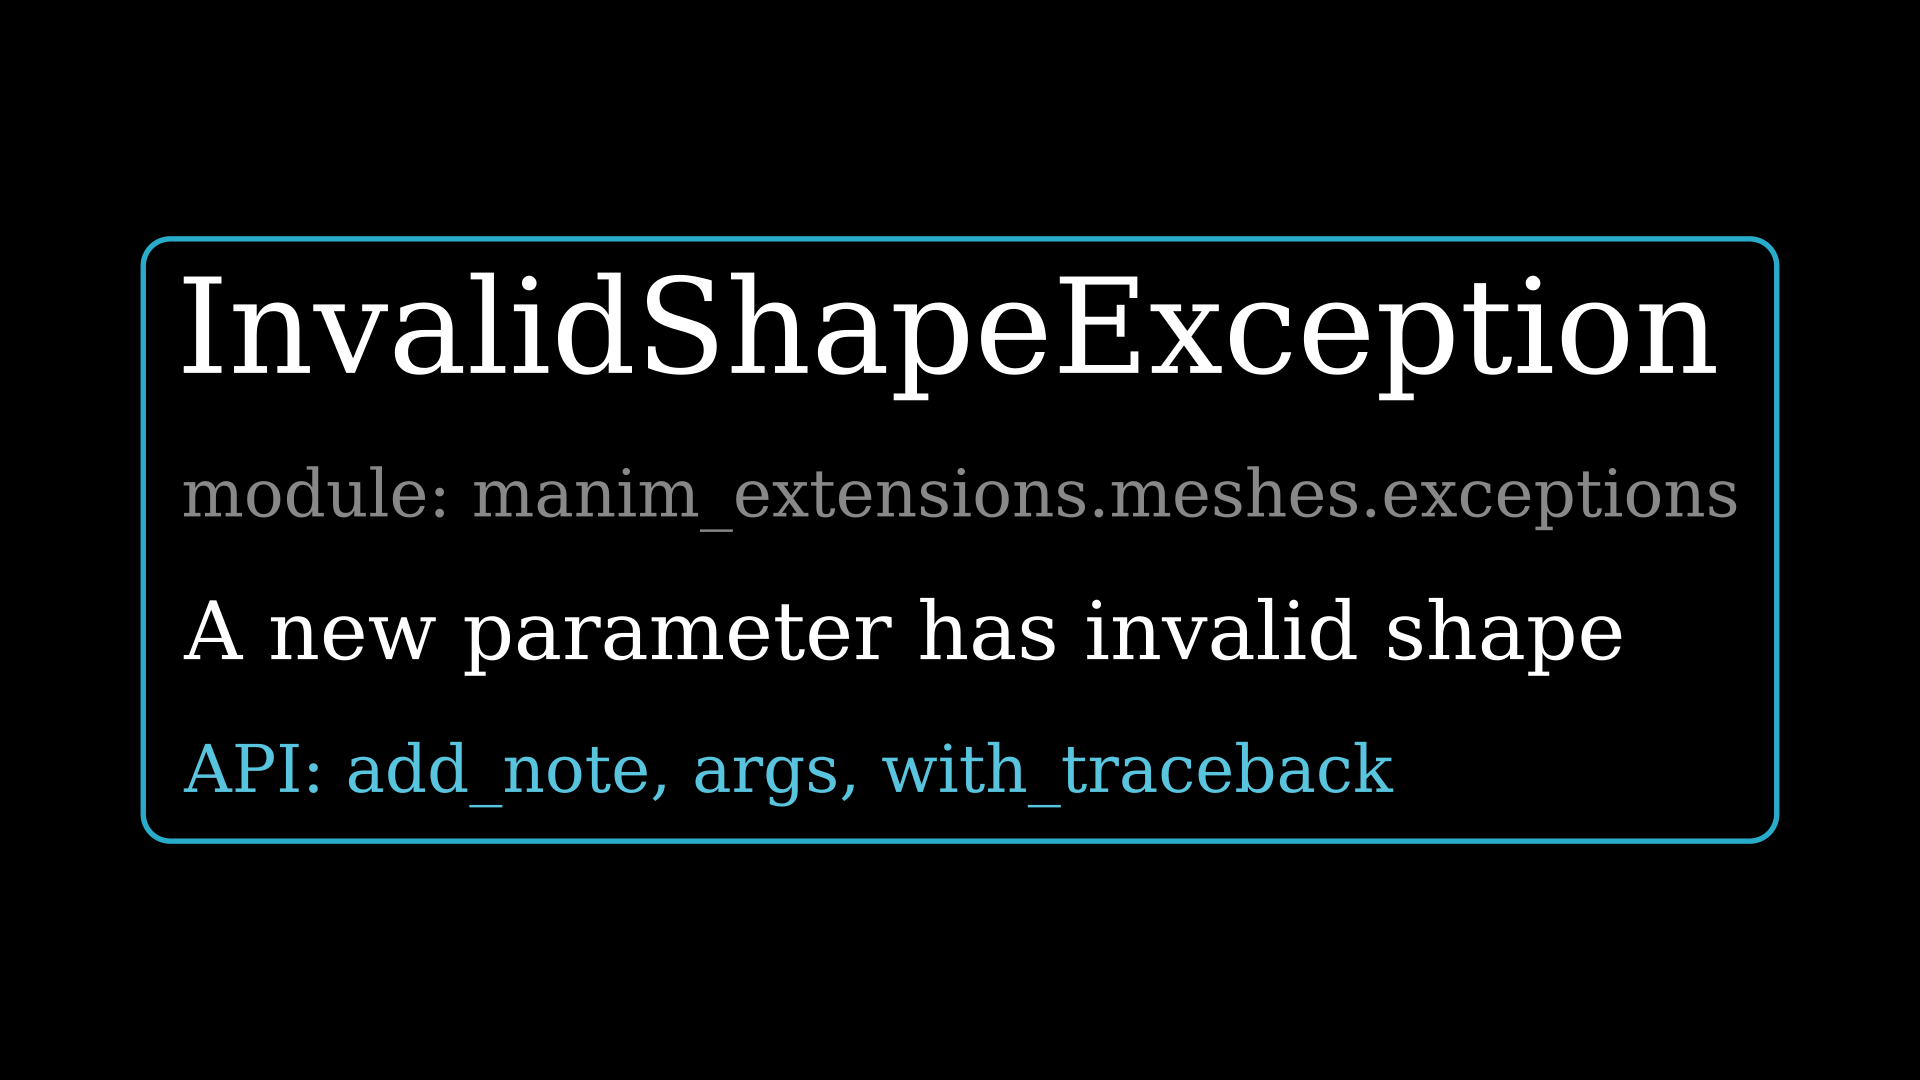 InvalidShapeException
module: manim_extensions.meshes.exceptions
A new parameter has invalid shape
API: add_note, args, with_traceback